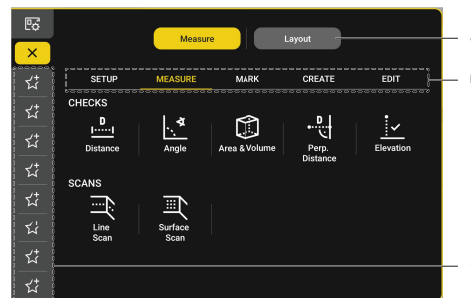 Measure Layout
SETUP MEASURE MARK CREATE EDIT
CHECKS
D D
Distance Angle Area & Volume Perp. Distance Elevation
SCANS
Line Scan Surface Scan